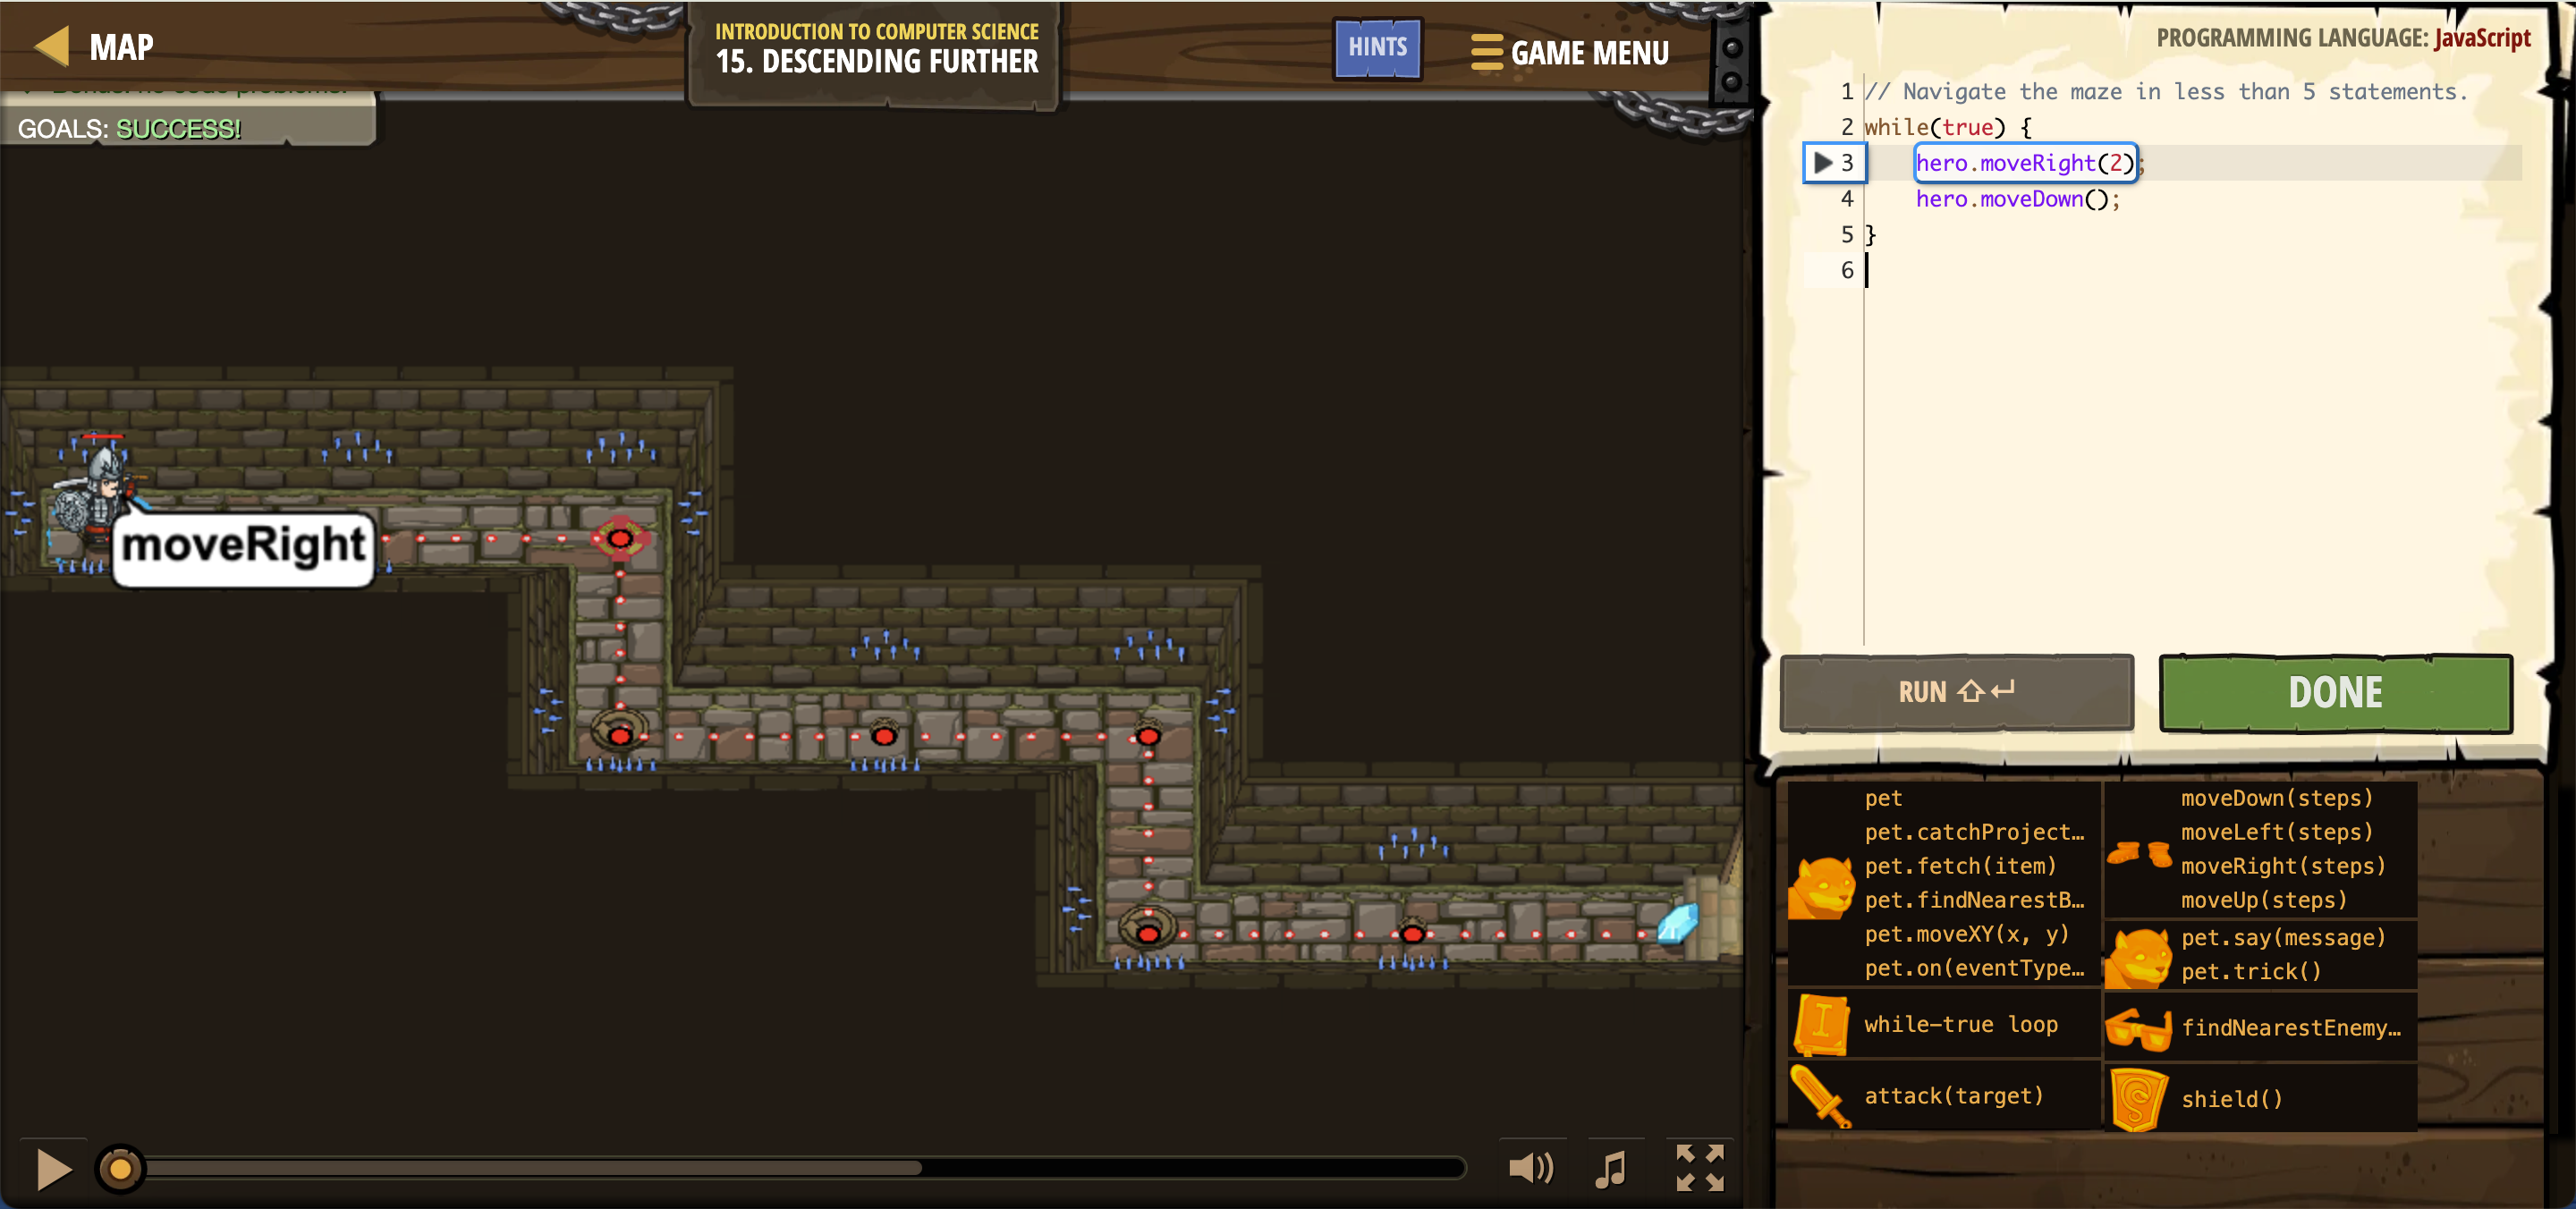 MAP
INTRODUCTION TO COMPUTER SCIENCE
15. DESCENDING FURTHER
HINTS
GAME MENU
GOALS: SUCCESS!
moveRight
PROGRAMMING LANGUAGE: JavaScript
1 // Navigate the maze in less than 5 statements.
2 while(true) {
3 hero.moveRight(2);
4 hero.moveDown();
5 }
6
RUN
DONE
pet
pet.catchProject…
pet.fetch(item)
pet.findNearestB…
pet.moveXY(x, y)
pet.on(eventType…
while-true loop
attack(target)
moveDown(steps)
moveLeft(steps)
moveRight(steps)
moveUp(steps)
pet.say(message)
pet.trick()
findNearestEnemy…
shield()